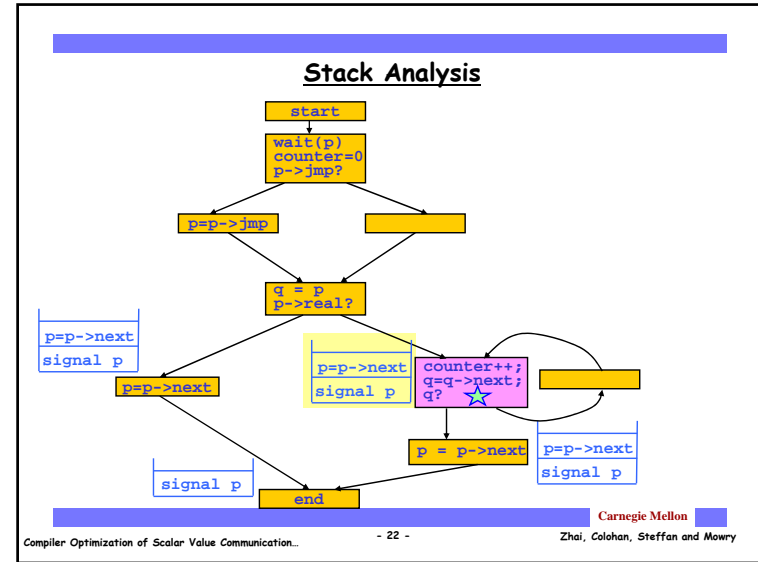 Stack Analysis
start
wait(p)
counter=0
p->jmp?
p=p->jmp
q = p
p->real?
p=p->next
signal p
p=p->next
signal p
counter++;
q=q->next;
q?
p=p->next
p = p->next
p=p->next
signal p
signal p
end
Carnegie Mellon
Compiler Optimization of Scalar Value Communication…
- 22 -
Zhai, Colohan, Steffan and Mowry